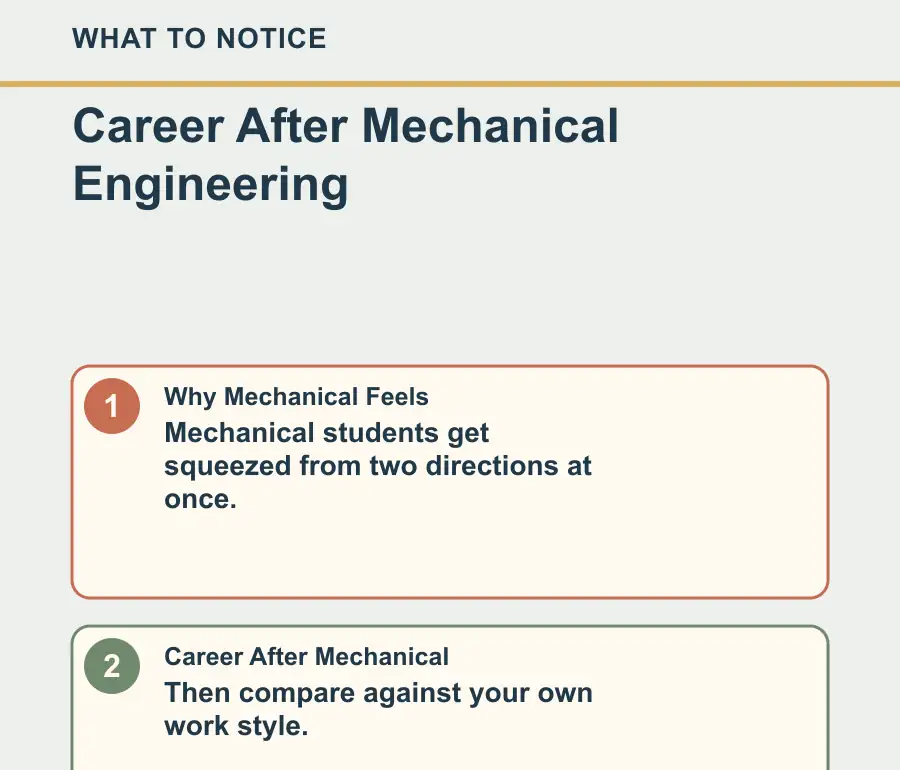 WHAT TO NOTICE
Career After Mechanical
Engineering
1
Why Mechanical Feels
Mechanical students get
squeezed from two directions at
once.
2
Career After Mechanical
Then compare against your own
work style.